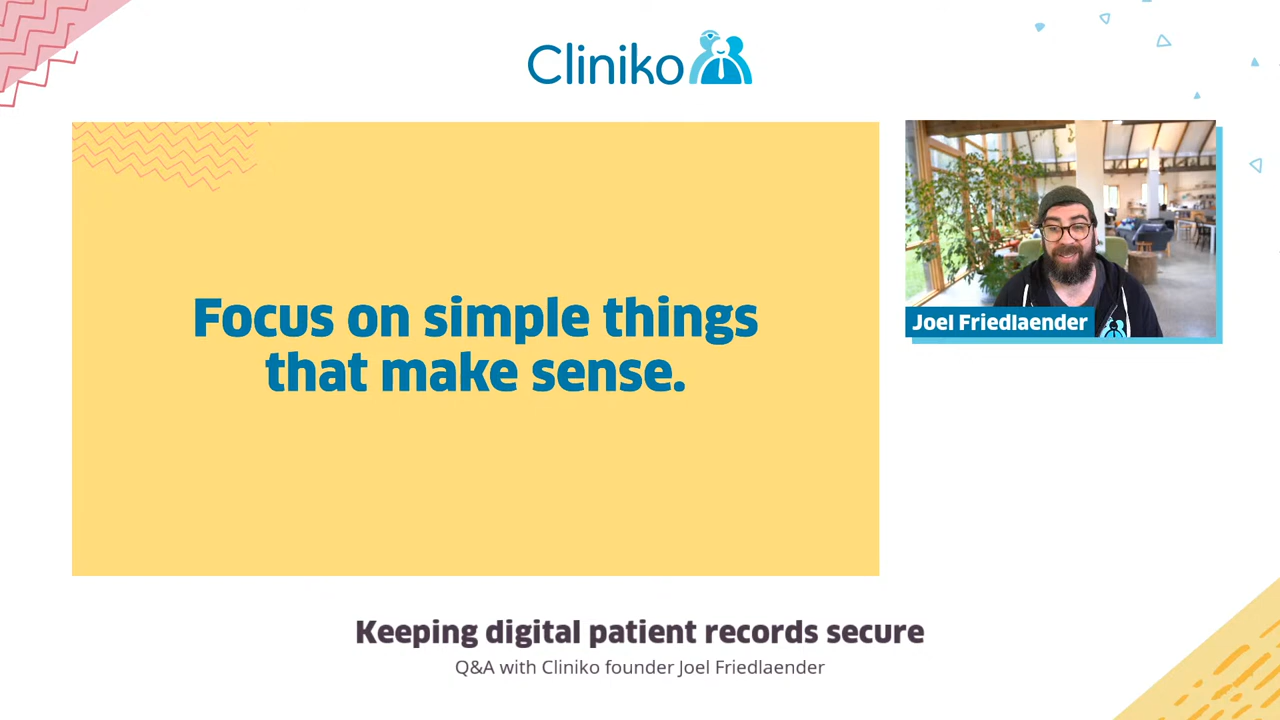 Cliniko
Focus on simple things
that make sense.
Joel Friedlaender
Keeping digital patient records secure
Q&A with Cliniko founder Joel Friedlaender